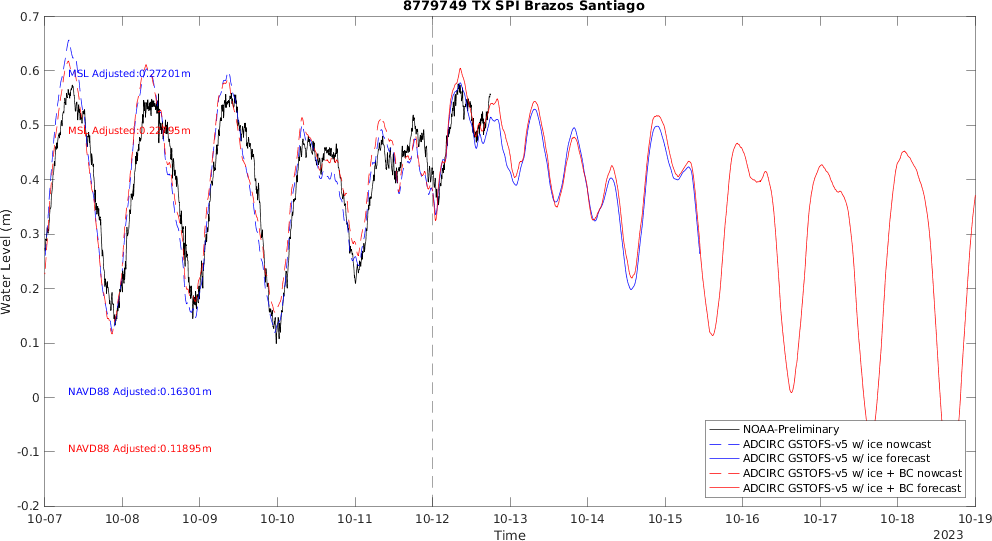 8779749 TX SPI Brazos Santiago
Water Level (m)
0.7
0.6
0.5
0.4
0.3
0.2
0.1
0
-0.1
-0.2
MSL Adjusted:0.27201m
MSL Adjusted:
NAVD88 Adjusted:0.16301m
NAVD88 Adjusted:0.11895m
NOAA-Preliminary
ADCIRC GSTOFS-v5 w/ ice nowcast
ADCIRC GSTOFS-v5 w/ ice forecast
ADCIRC GSTOFS-v5 w/ ice + BC nowcast
ADCIRC GSTOFS-v5 w/ ice + BC forecast
10-07 10-08 10-09 10-10 10-11 10-12 10-13 10-14 10-15 10-16 10-17 10-18 10-19
Time
2023